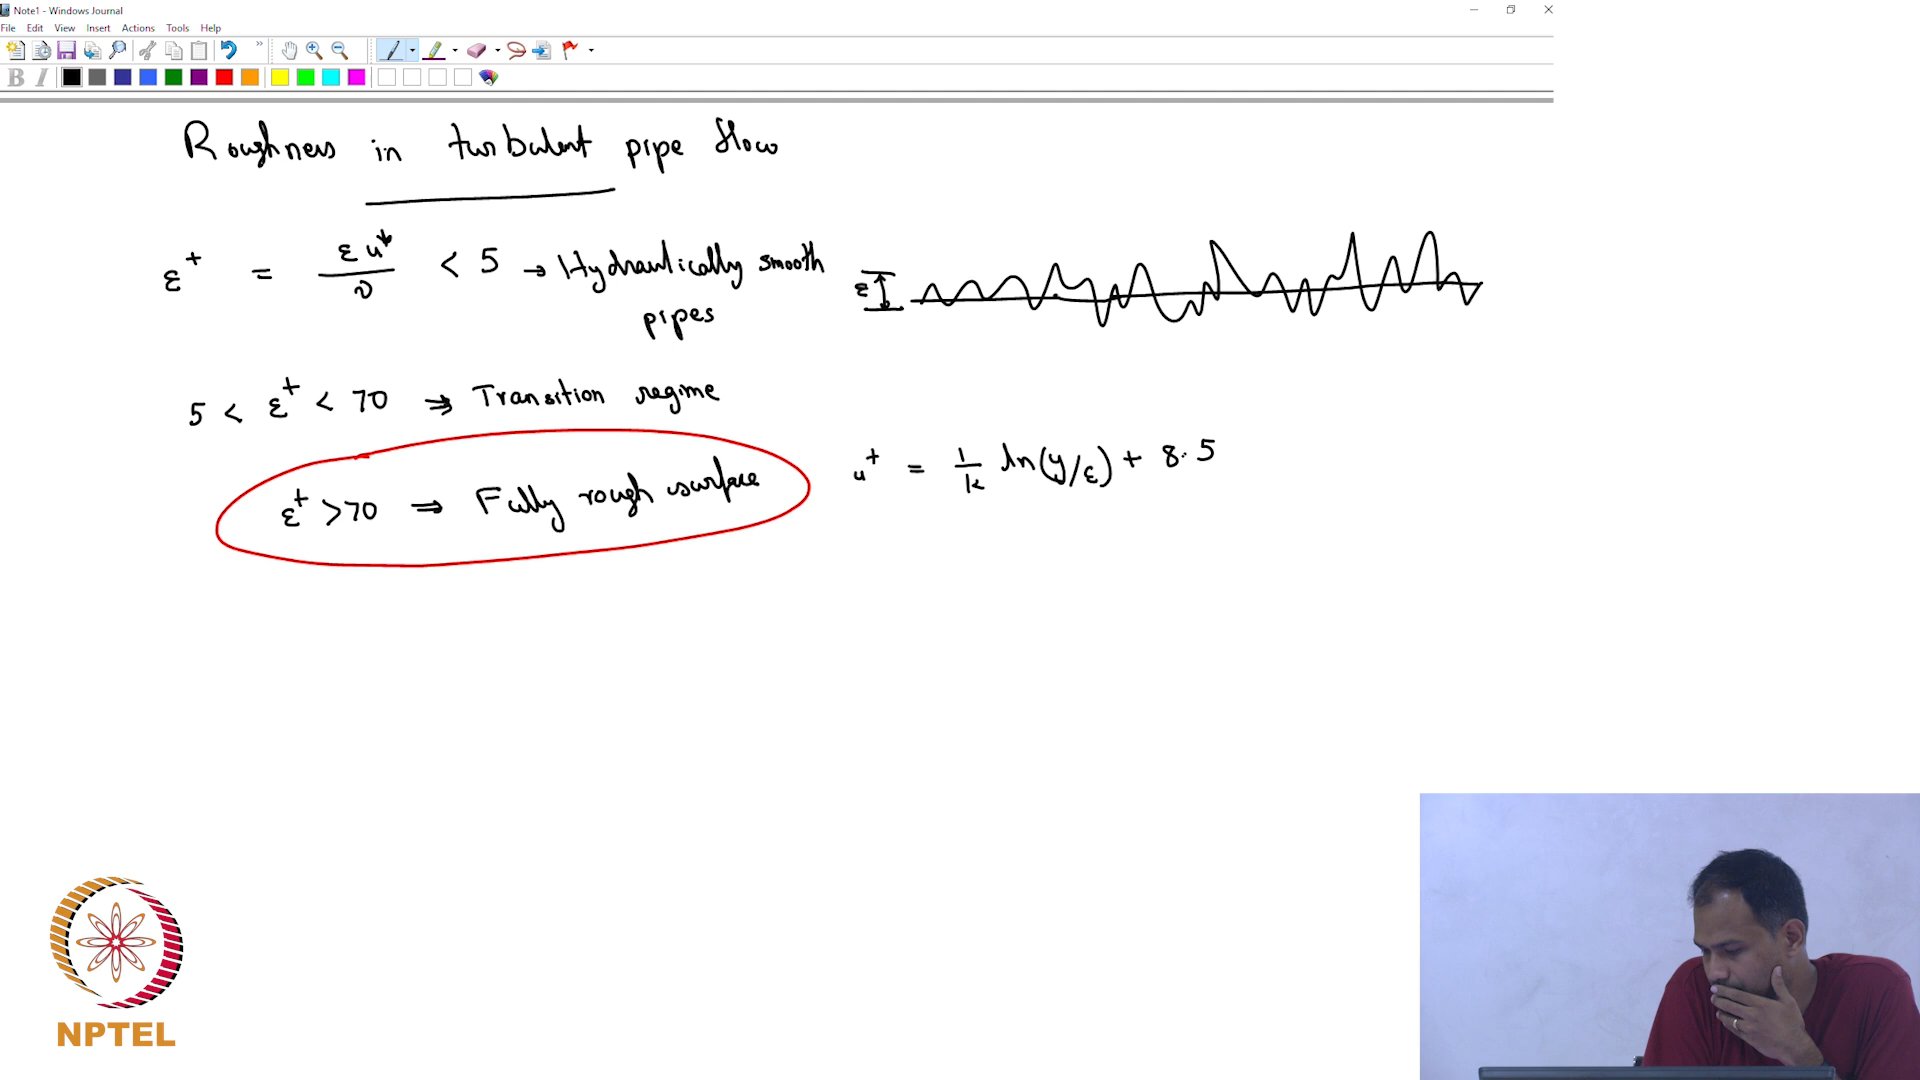 Note1 - Windows Journal
File Edit View Insert Actions Tools Help
B I
Roughness in turbulent pipe flow
ε⁺ = εu*/ν < 5 → Hydraulically smooth
pipes
ε
5 < ε⁺ < 70 ⇒ Transition regime
u⁺ = 1/k ln(y/ε) + 8.5
ε⁺ > 70 ⇒ Fully rough surface
NPTEL